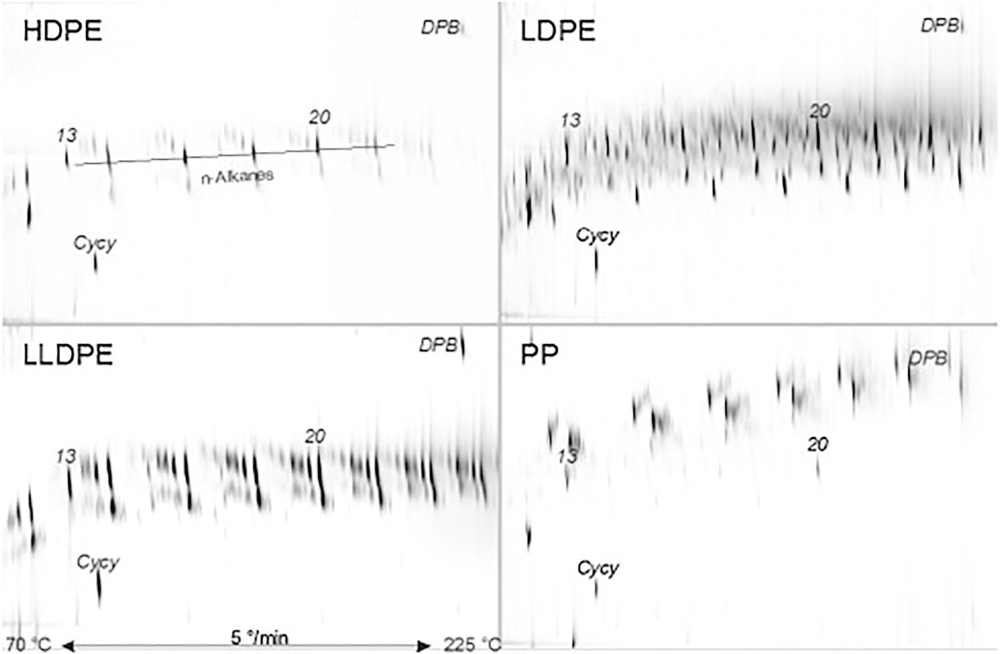 HDPE
DPB
13
20
n-Alkanes
Cycy
LDPE
DPB
13
20
Cycy
LLDPE
DPB
13
20
Cycy
70 °C
5 °/min
225 °C
PP
DPB
13
20
Cycy